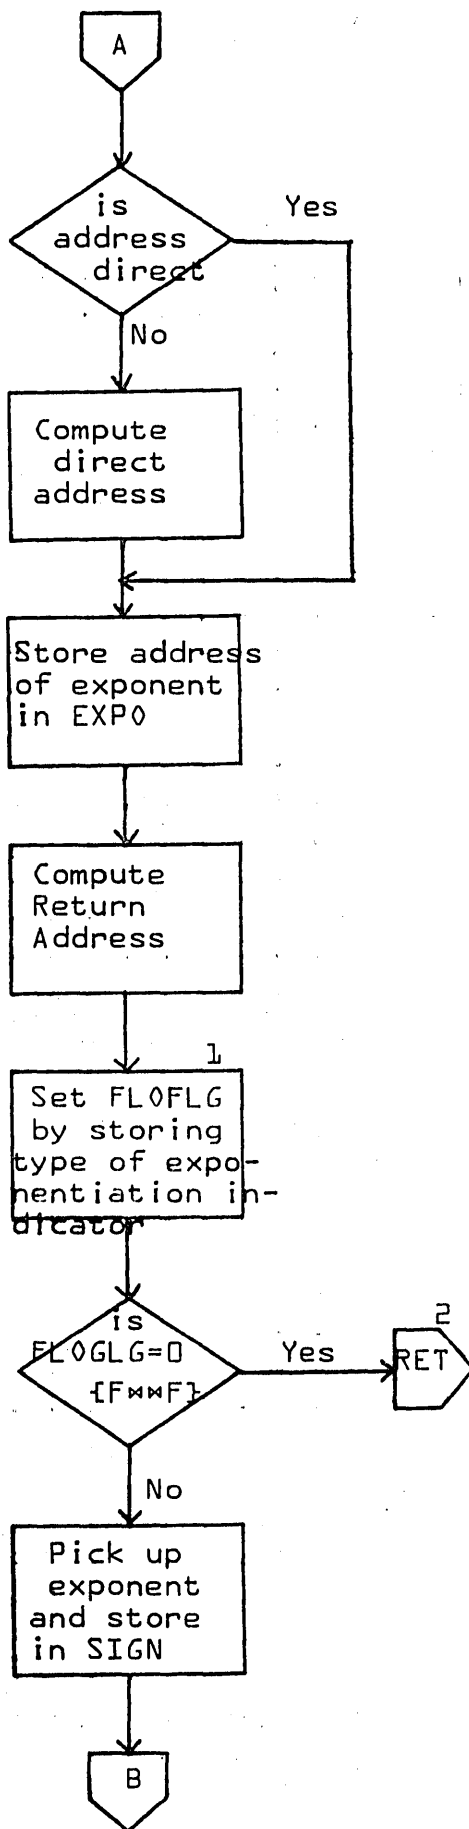 A
is
address
direct
Yes
No
Compute
direct
address
Store address
of exponent
in EXPO
Compute
Return
Address
1
Set FLOFLG
by storing
type of expo-
nentiation in-
dicator
is
FLOGLG=0
{F**F}
Yes
2
RET
No
Pick up
exponent
and store
in SIGN
B